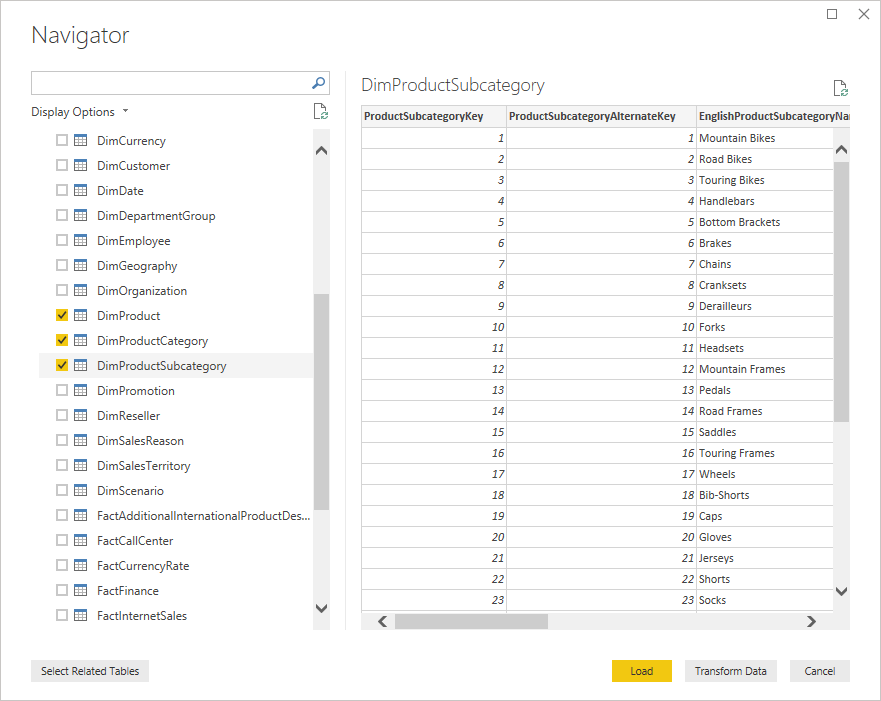 Navigator
Display Options
DimCurrency
DimCustomer
DimDate
DimDepartmentGroup
DimEmployee
DimGeography
DimOrganization
DimProduct
DimProductCategory
DimProductSubcategory
DimPromotion
DimReseller
DimSalesReason
DimSalesTerritory
DimScenario
FactAdditionalInternationalProductDes...
FactCallCenter
FactCurrencyRate
FactFinance
FactInternetSales
DimProductSubcategory
ProductSubcategoryKey ProductSubcategoryAlternateKey EnglishProductSubcategoryNa
1 1 Mountain Bikes
2 2 Road Bikes
3 3 Touring Bikes
4 4 Handlebars
5 5 Bottom Brackets
6 6 Brakes
7 7 Chains
8 8 Cranksets
9 9 Derailleurs
10 10 Forks
11 11 Headsets
12 12 Mountain Frames
13 13 Pedals
14 14 Road Frames
15 15 Saddles
16 16 Touring Frames
17 17 Wheels
18 18 Bib-Shorts
19 19 Caps
20 20 Gloves
21 21 Jerseys
22 22 Shorts
23 23 Socks
Select Related Tables
Load
Transform Data
Cancel